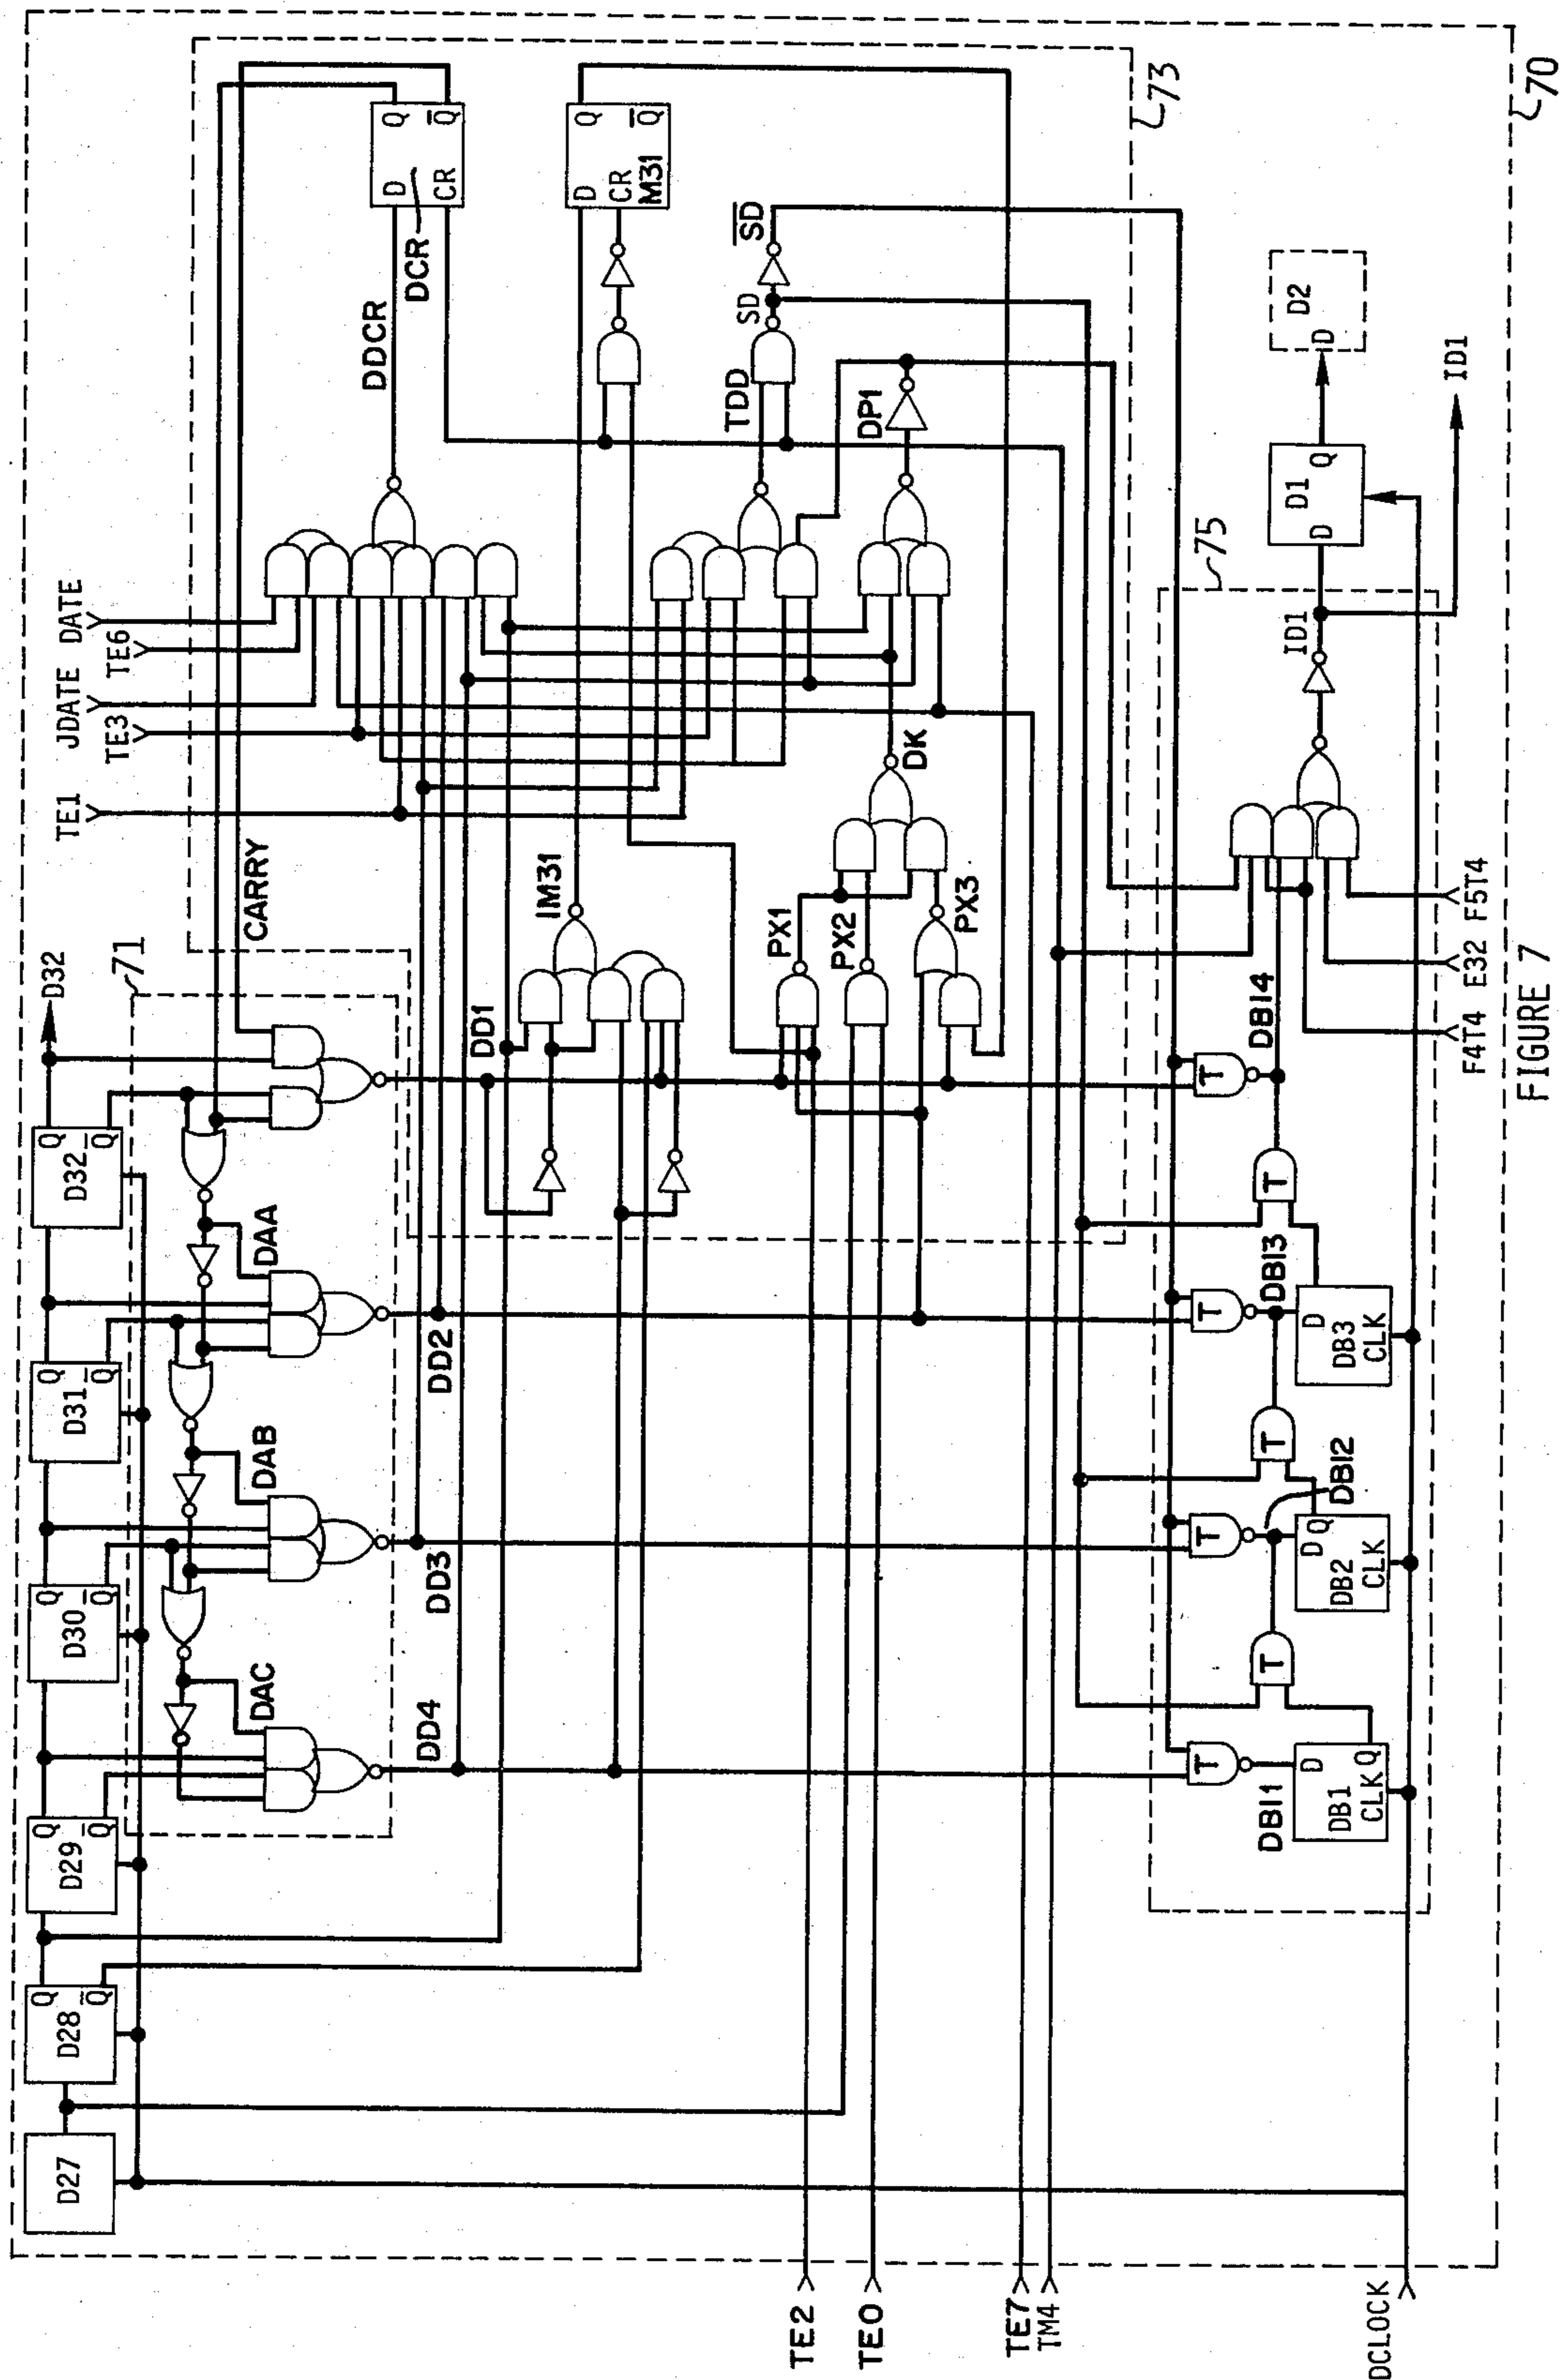 DATE
TE6
JDATE
TE3
TE1
D32
71
CARRY
DDCR
DCR
D
CR
Q
Q
D
CR
M31
Q
Q
73
70
SD
SD
TDD
DP1
D2
D
ID1
D1
D
Q
75
ID1
IM31
DK
PX1
PX2
PX3
DD1
Q
Q
D32
DAA
DD2
Q
Q
D31
DAB
DD3
Q
Q
D30
DAC
DD4
Q
Q
D29
Q
Q
D28
D27
T
DBI4
T
T
DBI3
D
DB3
CLK
T
T
DBI2
D
Q
DB2
CLK
T
T
DBI1
D
DB1
CLK
Q
F4T4
E32
F5T4
TE2
TE0
TE7
TM4
DCLOCK
FIGURE 7